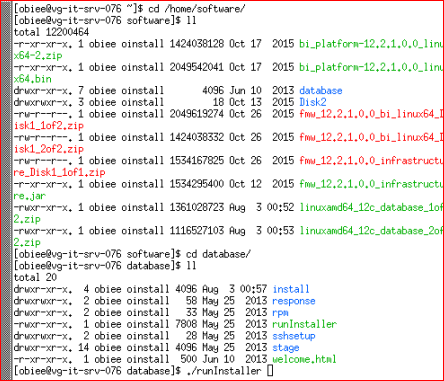 [obiee@vg-it-srv-076 ~]$ cd /home/software/
[obiee@vg-it-srv-076 software]$ ll
total 12200464
-r-xr-xr-x. 1 obiee oinstall 1424038128 Oct 17  2015 bi_platform-12.2.1.0.0_linu
x64-2.zip
-r-xr-xr-x. 1 obiee oinstall 2049542041 Oct 17  2015 bi_platform-12.2.1.0.0_linu
x64.bin
drwxr-xr-x. 7 obiee oinstall       4096 Jun 10  2013 database
drwxrwxr-x. 3 obiee oinstall         18 Oct 13  2015 Disk2
-rw-r--r--. 1 obiee oinstall 2049619274 Oct 26  2015 fmw_12.2.1.0.0_bi_linux64_D
isk1_1of2.zip
-rw-r--r--. 1 obiee oinstall 1424038332 Oct 26  2015 fmw_12.2.1.0.0_bi_linux64_D
isk1_2of2.zip
-rw-r--r--. 1 obiee oinstall 1534167825 Oct 26  2015 fmw_12.2.1.0.0_infrastructu
re_Disk1_1of1.zip
-r-xr-xr-x. 1 obiee oinstall 1534295400 Oct 12  2015 fmw_12.2.1.0.0_infrastructu
re.jar
-rwxr-xr-x. 1 obiee oinstall 1361028723 Aug  3 00:52 linuxamd64_12c_database_1of
2.zip
-rwxr-xr-x. 1 obiee oinstall 1116527103 Aug  3 00:53 linuxamd64_12c_database_2of
2.zip
[obiee@vg-it-srv-076 software]$ cd database/
[obiee@vg-it-srv-076 database]$ ll
total 20
drwxr-xr-x.  4 obiee oinstall 4096 Aug  3 00:57 install
drwxrwxr-x.  2 obiee oinstall   58 May 25  2013 response
drwxr-xr-x.  2 obiee oinstall   33 May 25  2013 rpm
-rwxr-xr-x.  1 obiee oinstall 7808 May 25  2013 runInstaller
drwxrwxr-x.  2 obiee oinstall   28 May 25  2013 sshsetup
drwxr-xr-x. 14 obiee oinstall 4096 May 25  2013 stage
-r-xr-xr-x.  1 obiee oinstall  500 Jun 10  2013 welcome.html
[obiee@vg-it-srv-076 database]$ ./runInstaller